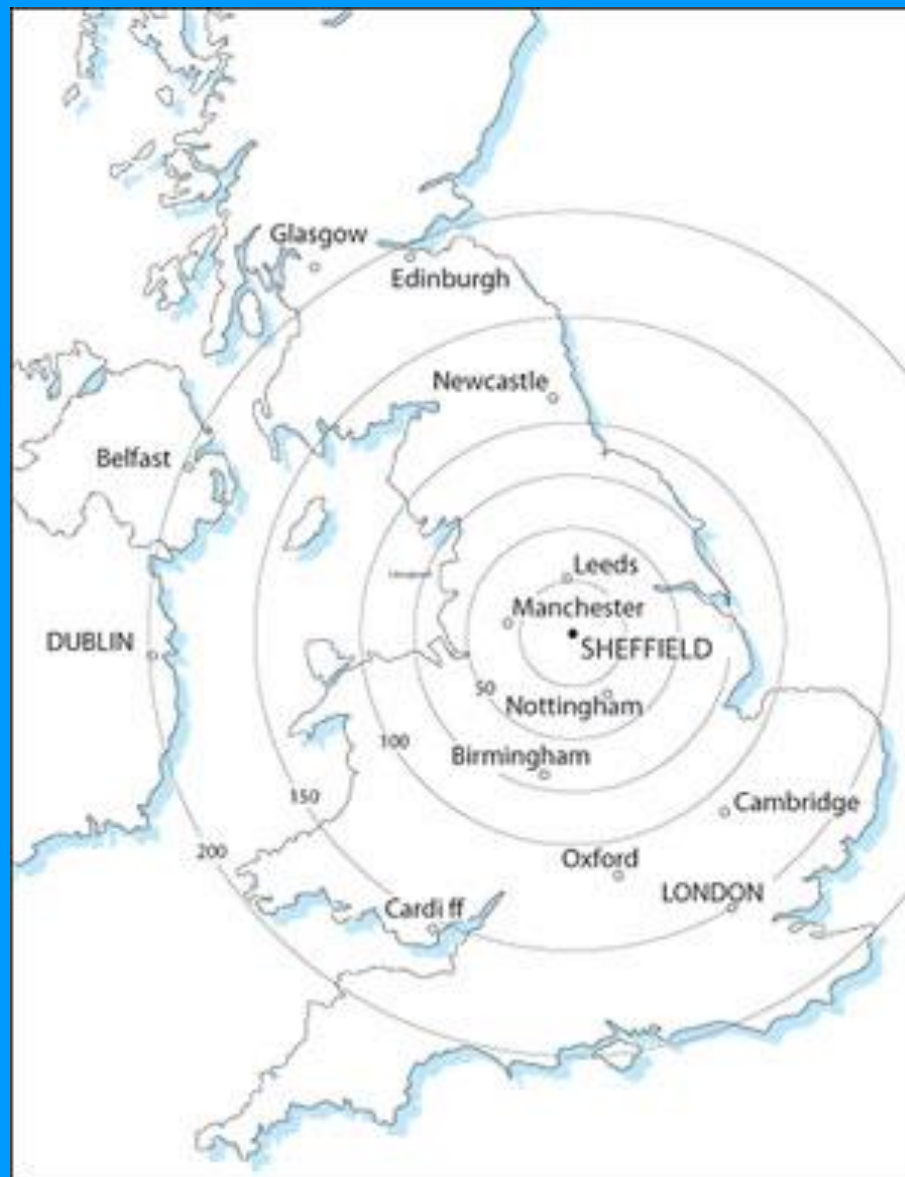 Glasgow
Edinburgh
Newcastle
Belfast
Leeds
Manchester
DUBLIN
SHEFFIELD
50
Nottingham
100
Birmingham
150
Cambridge
200
Oxford
LONDON
Cardi ff